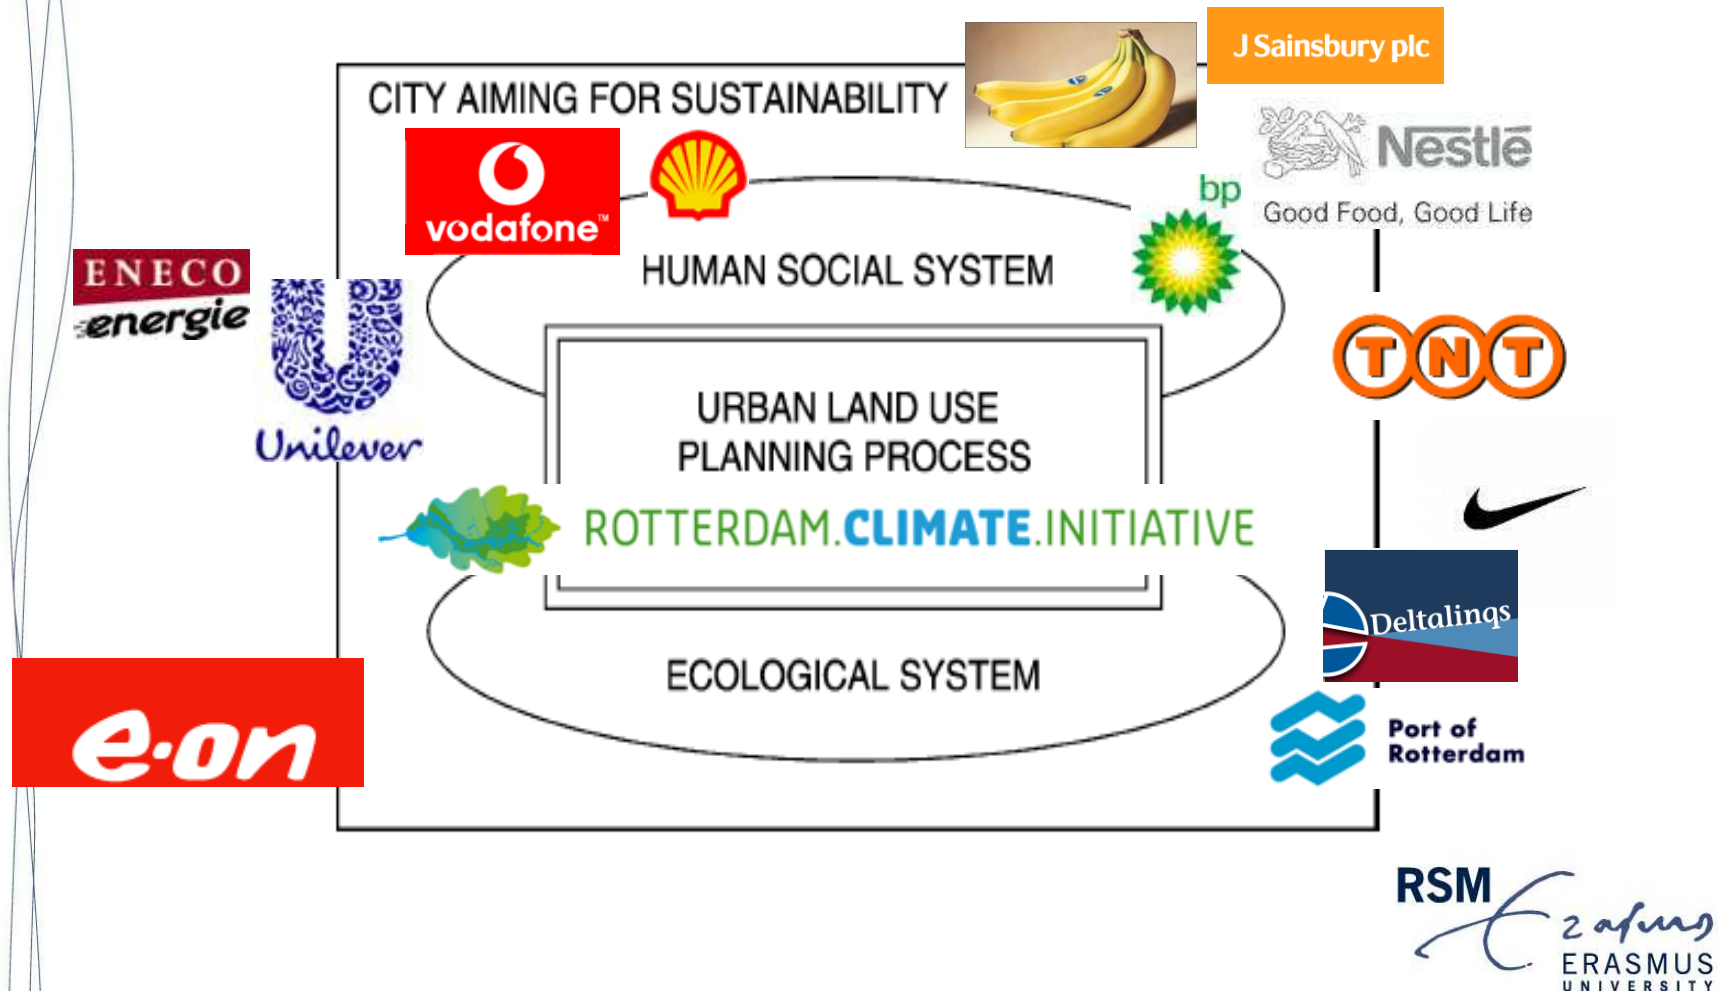 J Sainsbury plc
CITY AIMING FOR SUSTAINABILITY
Nestlé
Good Food, Good Life
vodafone™
bp
HUMAN SOCIAL SYSTEM
ENECO
energie
Unilever
TNT
URBAN LAND USE
PLANNING PROCESS
ROTTERDAM.CLIMATE.INITIATIVE
Deltalinqs
ECOLOGICAL SYSTEM
e·on
Port of
Rotterdam
RSM
Erasmus
ERASMUS
UNIVERSITY